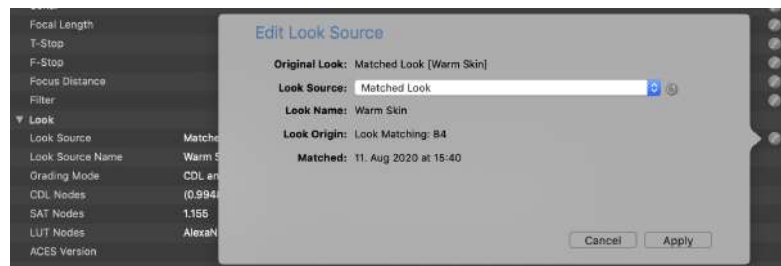 Focal Length
T-Stop
F-Stop
Focus Distance
Filter
Look
Look Source Matche
Look Source Name Warm S
Grading Mode CDL an
CDL Nodes (0.994
SAT Nodes 1.155
LUT Nodes AlexaN
ACES Version
Edit Look Source
Original Look: Matched Look [Warm Skin]
Look Source: Matched Look
Look Name: Warm Skin
Look Origin: Look Matching: B4
Matched: 11. Aug 2020 at 15:40
Cancel Apply